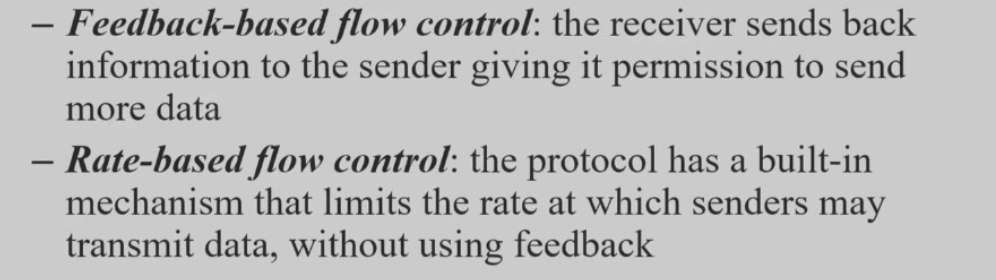 – Feedback-based flow control: the receiver sends back
information to the sender giving it permission to send
more data
– Rate-based flow control: the protocol has a built-in
mechanism that limits the rate at which senders may
transmit data, without using feedback